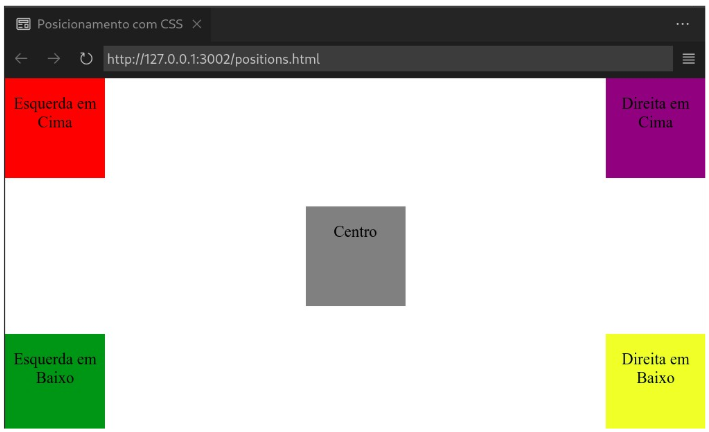 Posicionamento com CSS
http://127.0.0.1:3002/positions.html
Esquerda em
Cima
Direita em
Cima
Centro
Esquerda em
Baixo
Direita em
Baixo